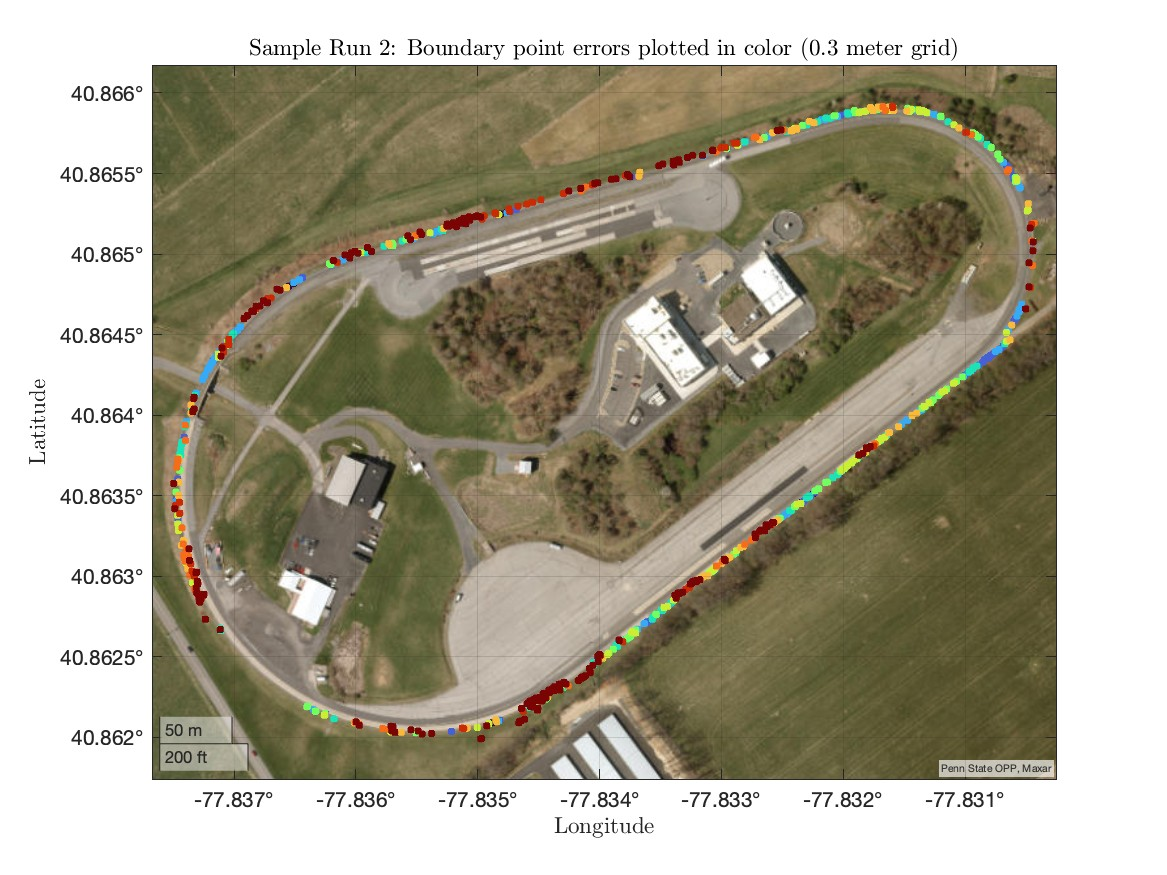 Sample Run 2: Boundary point errors plotted in color (0.3 meter grid)
40.866°
40.8655°
40.865°
40.8645°
40.864°
40.8635°
40.863°
40.8625°
40.862°
Latitude
50 m
200 ft
Penn State OPP, Maxar
-77.837° -77.836° -77.835° -77.834° -77.833° -77.832° -77.831°
Longitude